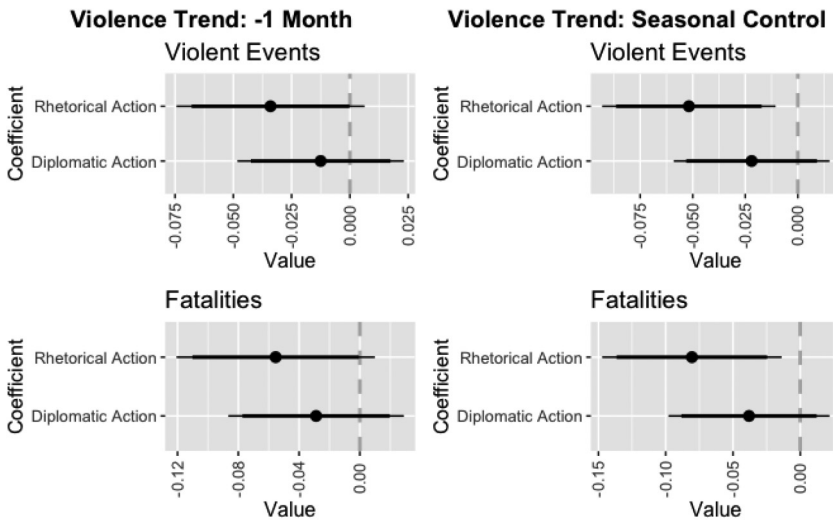 Violence Trend: -1 Month
Violent Events
Coefficient
Rhetorical Action
Diplomatic Action
-0.075
-0.050
-0.025
0.000
0.025
Value
Fatalities
Coefficient
Rhetorical Action
Diplomatic Action
-0.12
-0.08
-0.04
0.00
Value
Violence Trend: Seasonal Control
Violent Events
Coefficient
Rhetorical Action
Diplomatic Action
-0.075
-0.050
-0.025
0.000
Value
Fatalities
Coefficient
Rhetorical Action
Diplomatic Action
-0.15
-0.10
-0.05
0.00
Value